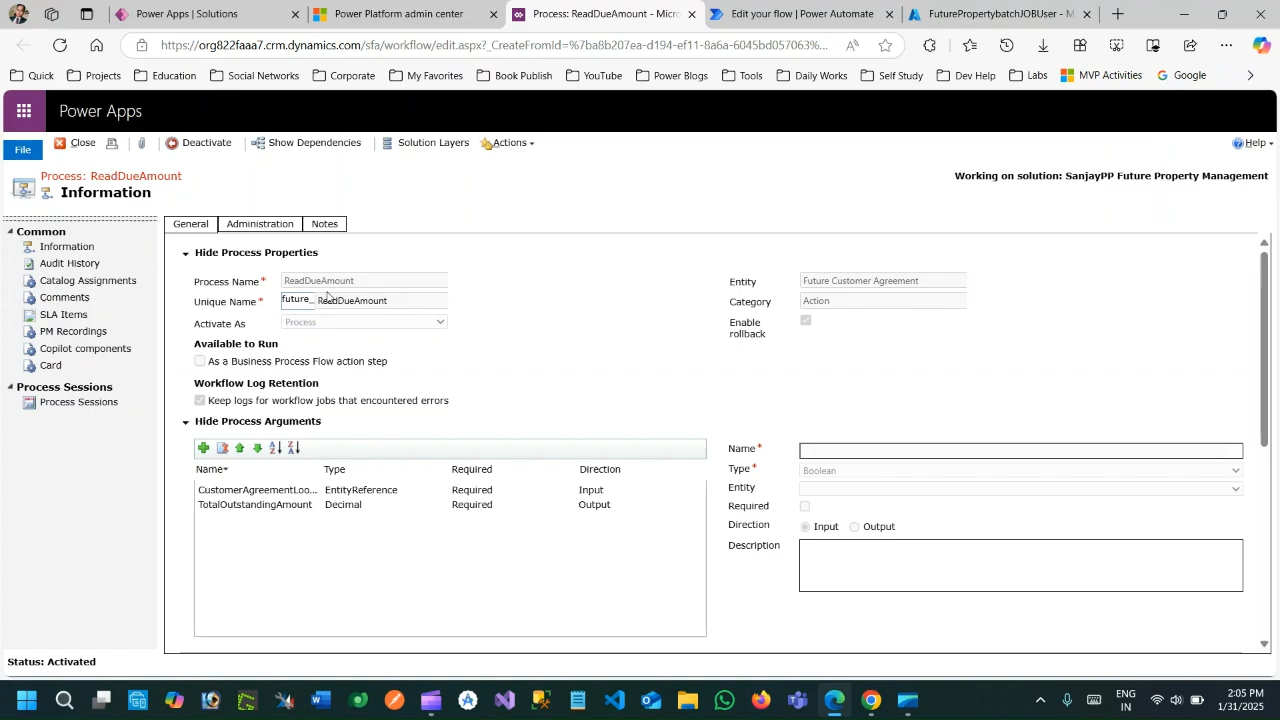 Power Apps | Solutions - Solutio
Power Platform admin center
Process: ReadDueAmount - Micro
Edit your flow | Power Automate
FuturePropertybatchJOBUser - M
https://org822faaa7.crm.dynamics.com/sfa/workflow/edit.aspx?_CreateFromId=%7ba8b207ea-d194-ef11-8a6a-6045bd057063%...
Quick
Projects
Education
Social Networks
Corporate
My Favorites
Book Publish
YouTube
Power Blogs
Tools
Daily Works
Self Study
Dev Help
Labs
MVP Activities
Google
Power Apps
File
Close
Deactivate
Show Dependencies
Solution Layers
Actions
Help
Process: ReadDueAmount
Information
Working on solution: SanjayPP Future Property Management
Common
Information
Audit History
Catalog Assignments
Comments
SLA Items
PM Recordings
Copilot components
Card
Process Sessions
Process Sessions
General
Administration
Notes
Hide Process Properties
Process Name*
ReadDueAmount
Entity
Future Customer Agreement
Unique Name *
future_
ReadDueAmount
Category
Action
Activate As
Process
Enable
rollback
Available to Run
As a Business Process Flow action step
Workflow Log Retention
Keep logs for workflow jobs that encountered errors
Hide Process Arguments
Name
Type
Required
Direction
CustomerAgreementLoo...
EntityReference
Required
Input
TotalOutstandingAmount
Decimal
Required
Output
Name *
Type *
Boolean
Entity
Required
Direction
Input
Output
Description
Status: Activated
ENG
IN
2:05 PM
1/31/2025